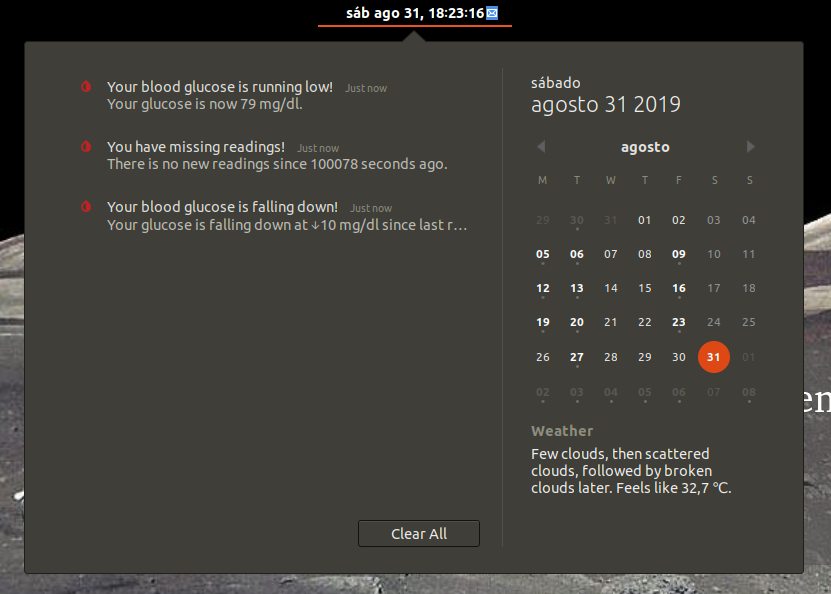 sáb ago 31, 18:23:16
Your blood glucose is running low! Just now
Your glucose is now 79 mg/dl.
You have missing readings! Just now
There is no new readings since 100078 seconds ago.
Your blood glucose is falling down! Just now
Your glucose is falling down at ↓10 mg/dl since last r…
Clear All
sábado
agosto 31 2019
agosto
M T W T F S S
29 30 31 01 02 03 04
05 06 07 08 09 10 11
12 13 14 15 16 17 18
19 20 21 22 23 24 25
26 27 28 29 30 31 01
02 03 04 05 06 07 08
Weather
Few clouds, then scattered
clouds, followed by broken
clouds later. Feels like 32,7 °C.
en